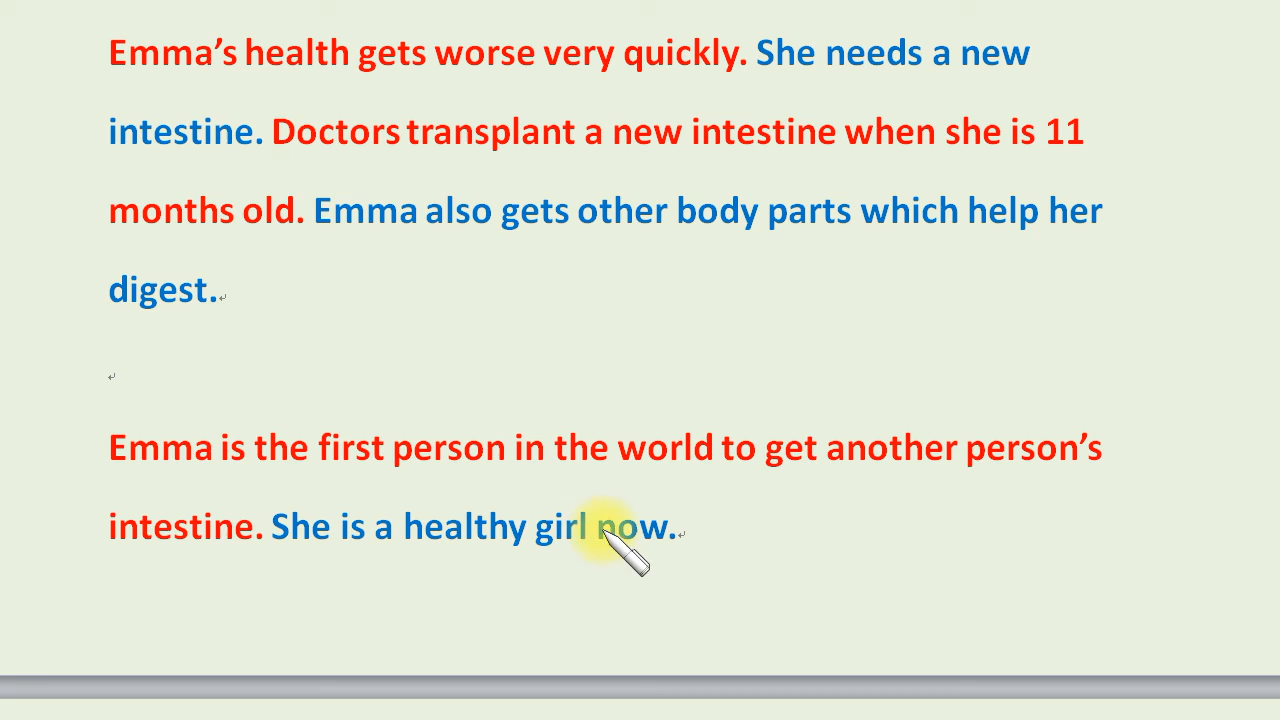 Emma’s health gets worse very quickly. She needs a new
intestine. Doctors transplant a new intestine when she is 11
months old. Emma also gets other body parts which help her
digest.
Emma is the first person in the world to get another person’s
intestine. She is a healthy girl now.